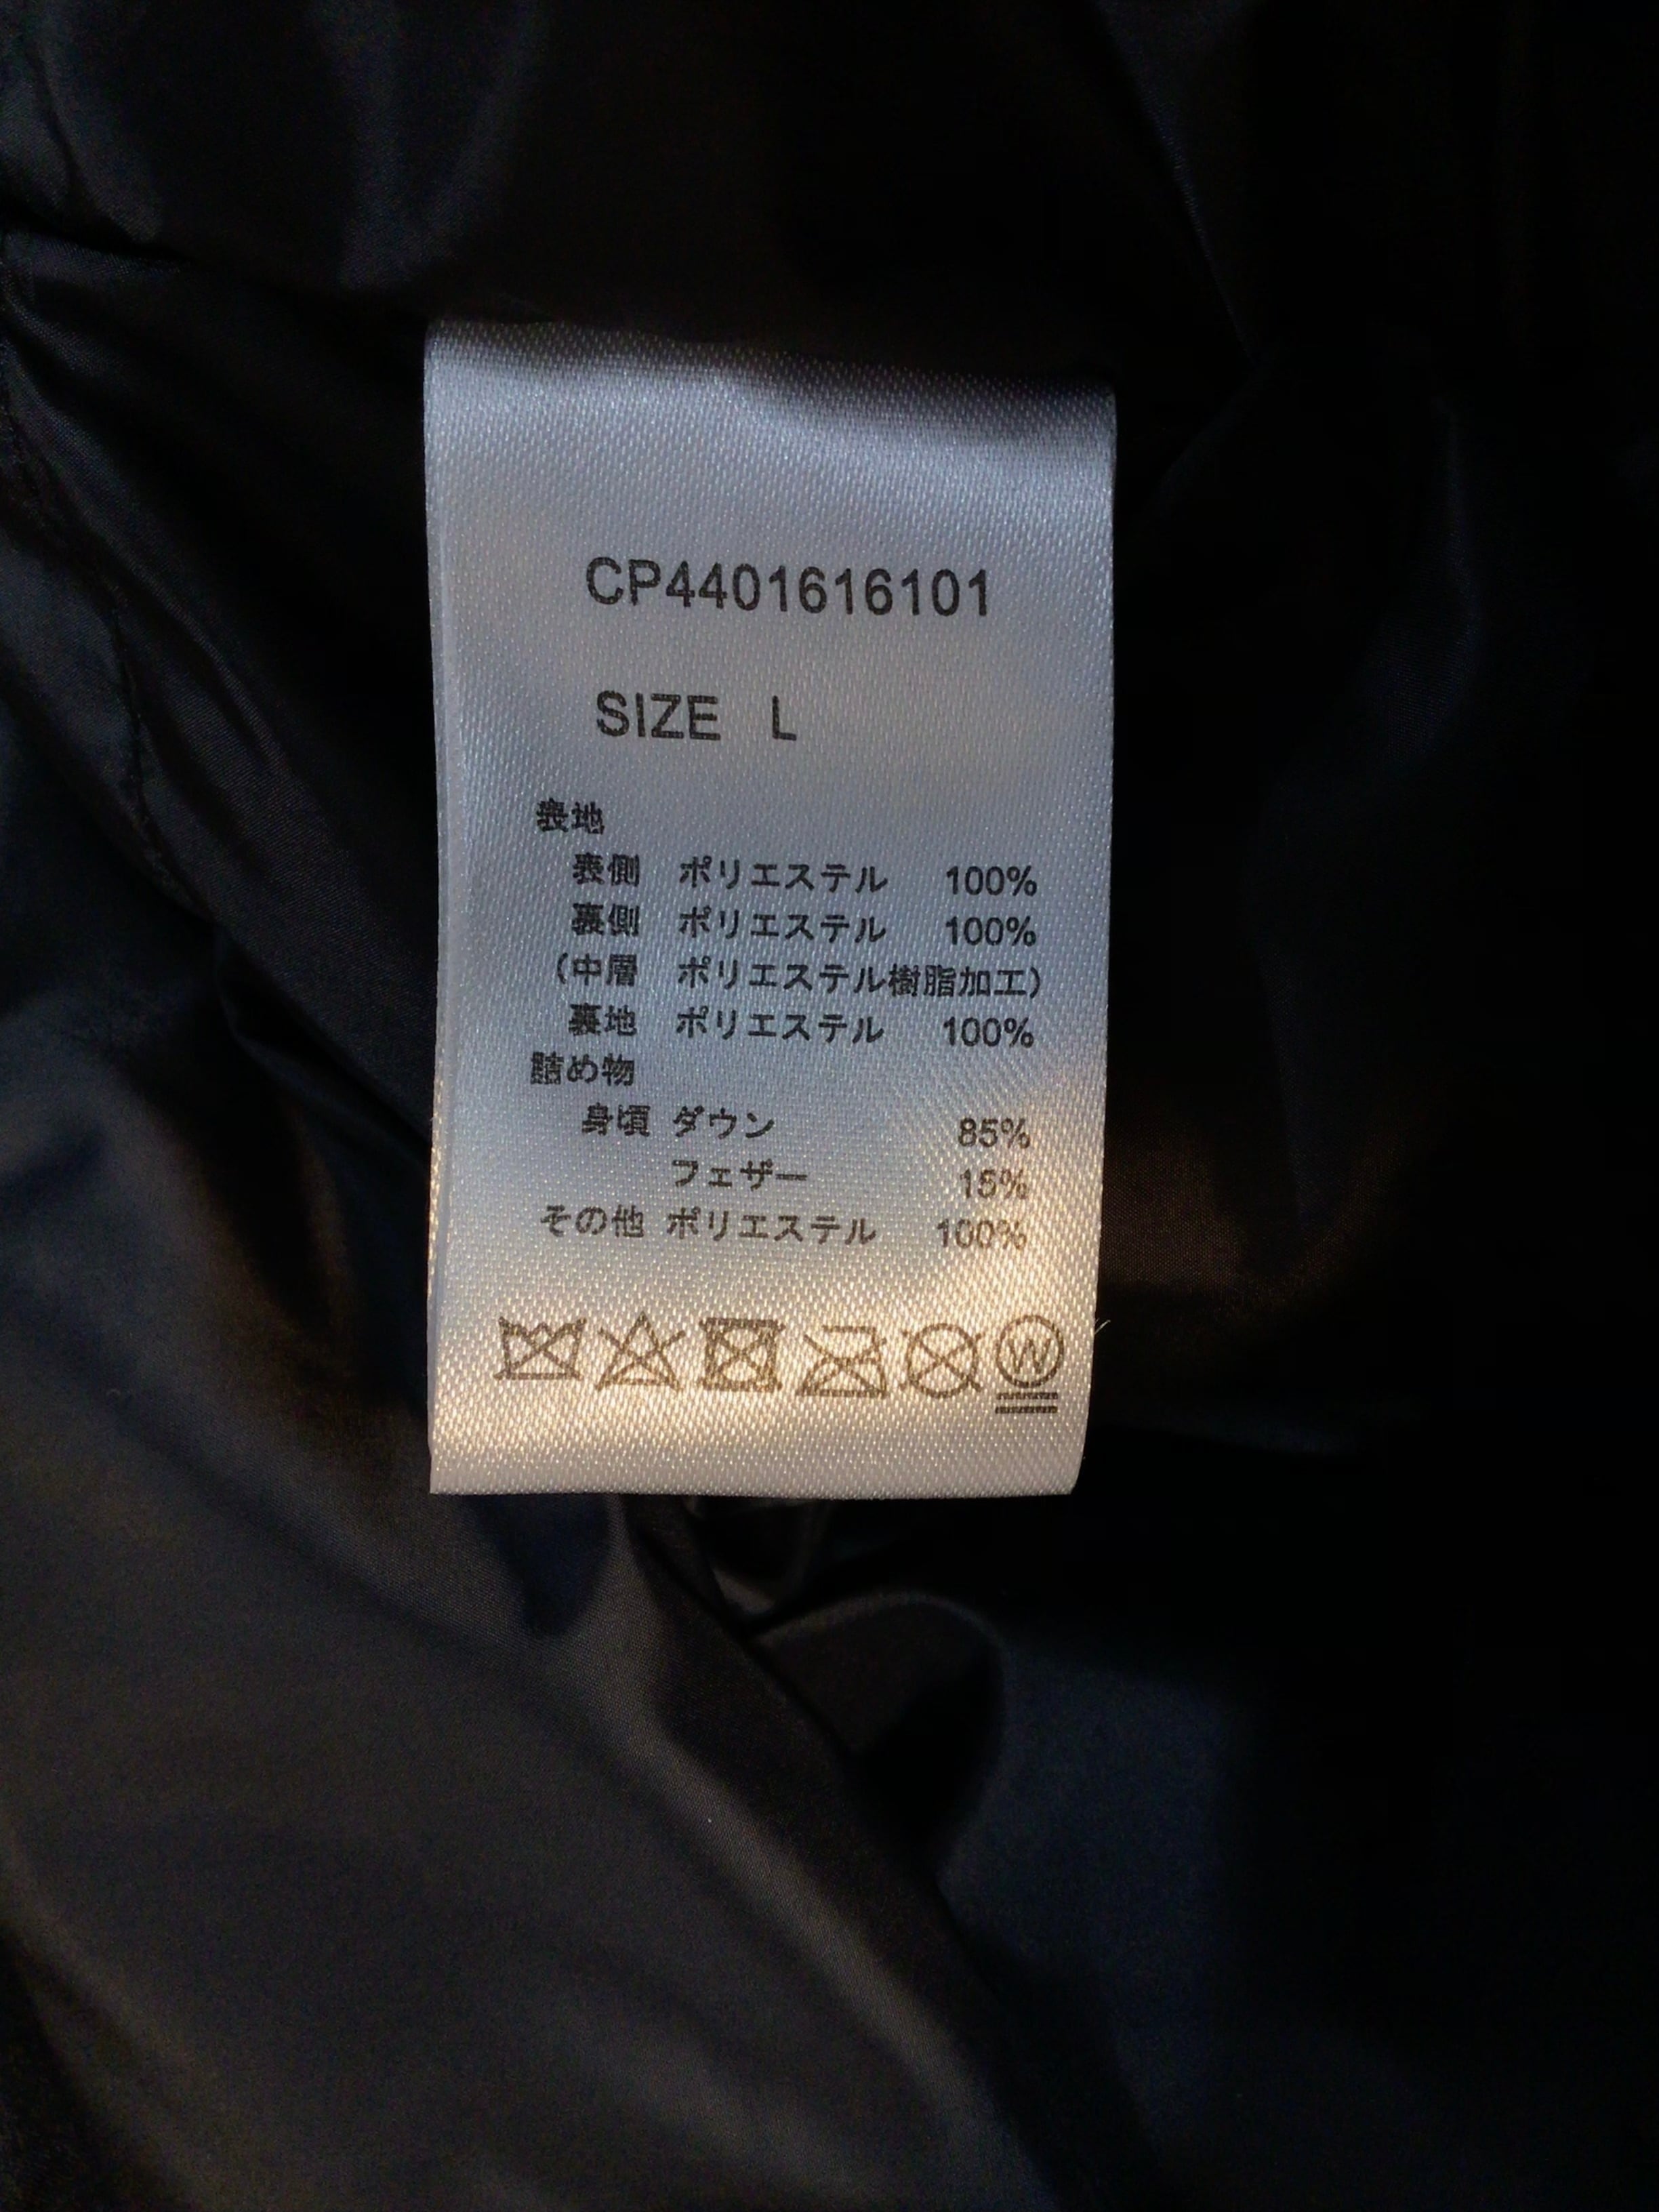 CP4401616101
SIZE L
表地
表側 ポリエステル 100%
裏側 ポリエステル 100%
(中層 ポリエステル樹脂加工)
裏地 ポリエステル 100%
詰め物
身頃 ダウン 85%
フェザー 15%
その他 ポリエステル 100%
W